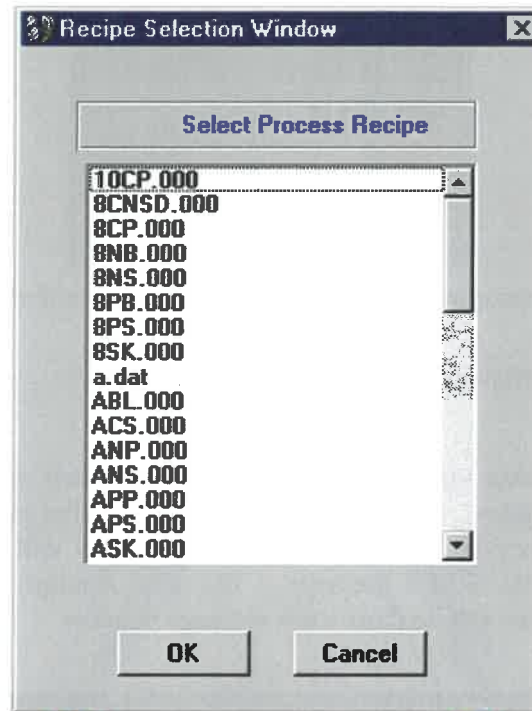 Recipe Selection Window
Select Process Recipe
10CP.000
8CNSD.000
8CP.000
8NB.000
8NS.000
8PB.000
8PS.000
8SK.000
a.dat
ABL.000
ACS.000
ANP.000
ANS.000
APP.000
APS.000
ASK.000
OK
Cancel